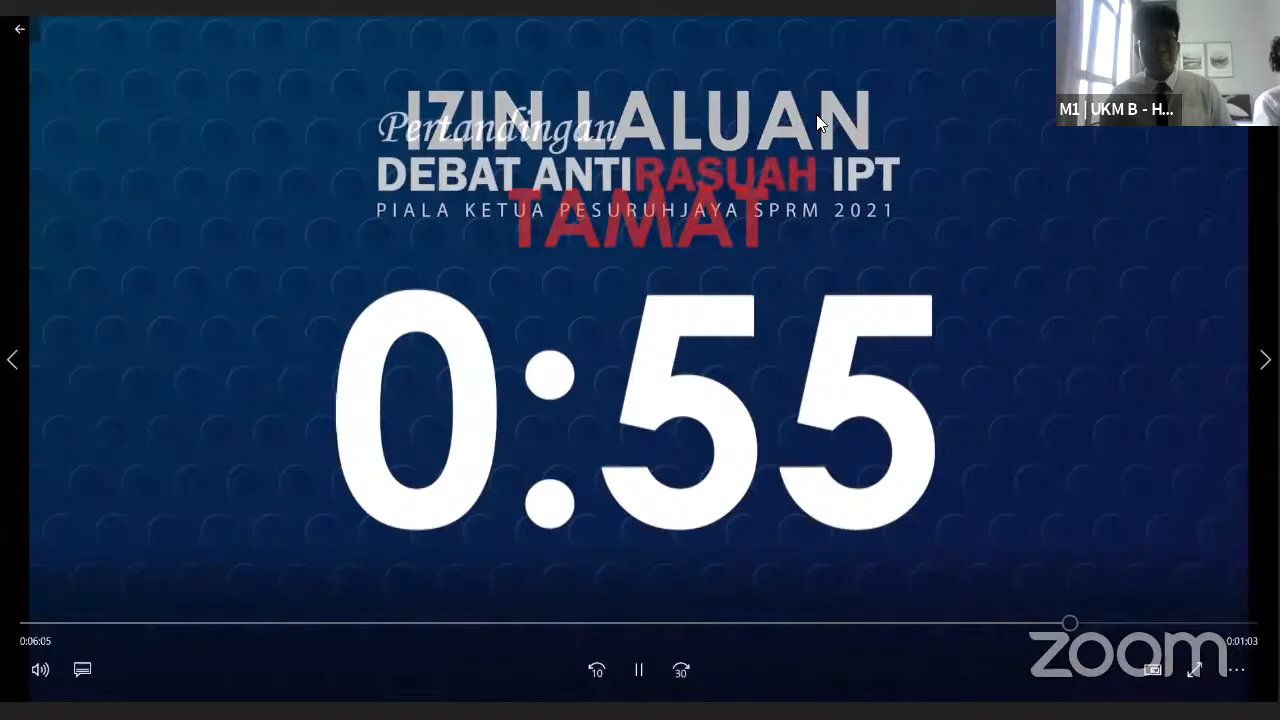 IZIN LALUAN
Pertandingan
DEBAT ANTIRASUAH IPT
TAMAT
PIALA KETUA PESURUHJAYA SPRM 2021
M1 | UKM B - H...
0:55
0:06:05
0:01:03
10
30
zoom